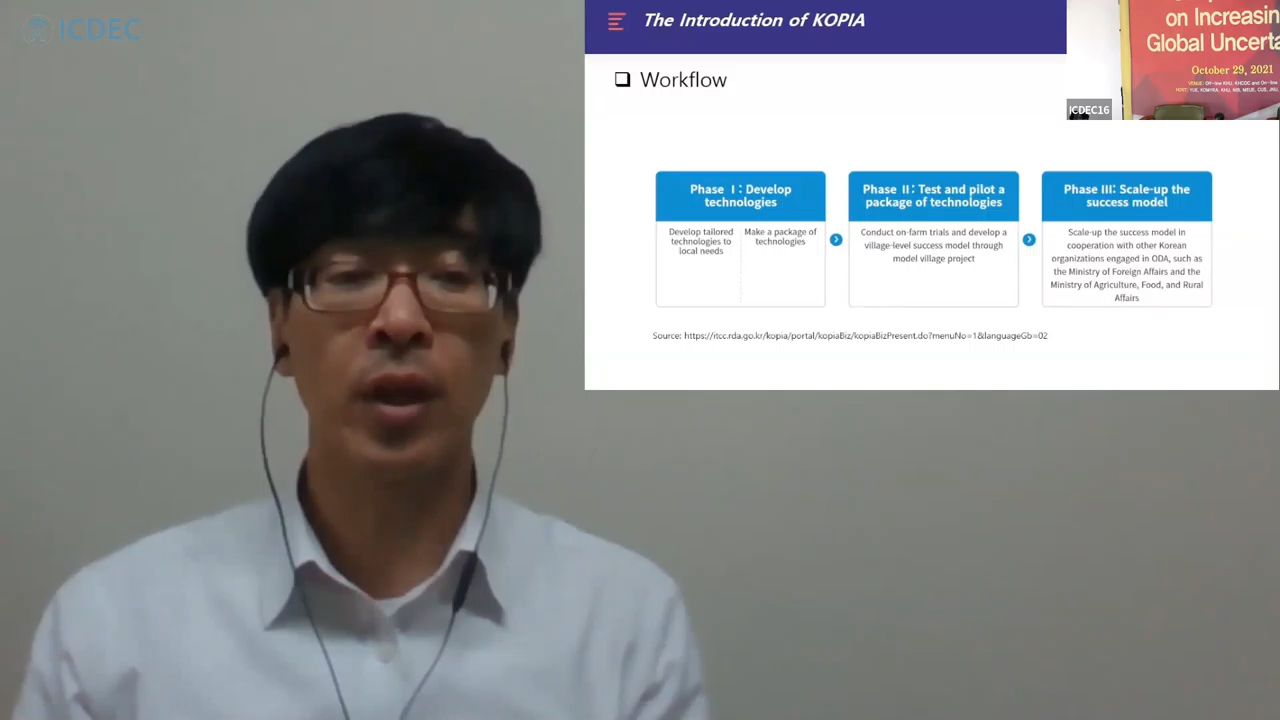 ICDEC
The Introduction of KOPIA
on Increasin
Global Uncerta
October 29, 2021
ICDEC16
Workflow
Phase Ⅰ: Develop
technologies
Develop tailored
technologies to
local needs
Make a package of
technologies
Phase Ⅱ: Test and pilot a
package of technologies
Conduct on-farm trials and develop a
village-level success model through
model village project
Phase Ⅲ: Scale-up the
success model
Scale-up the success model in
cooperation with other Korean
organizations engaged in ODA, such as
the Ministry of Foreign Affairs and the
Ministry of Agriculture, Food, and Rural
Affairs
Source: https://itcc.rda.go.kr/kopia/portal/kopiaBiz/kopiaBizPresent.do?menuNo=1&languageGb=02